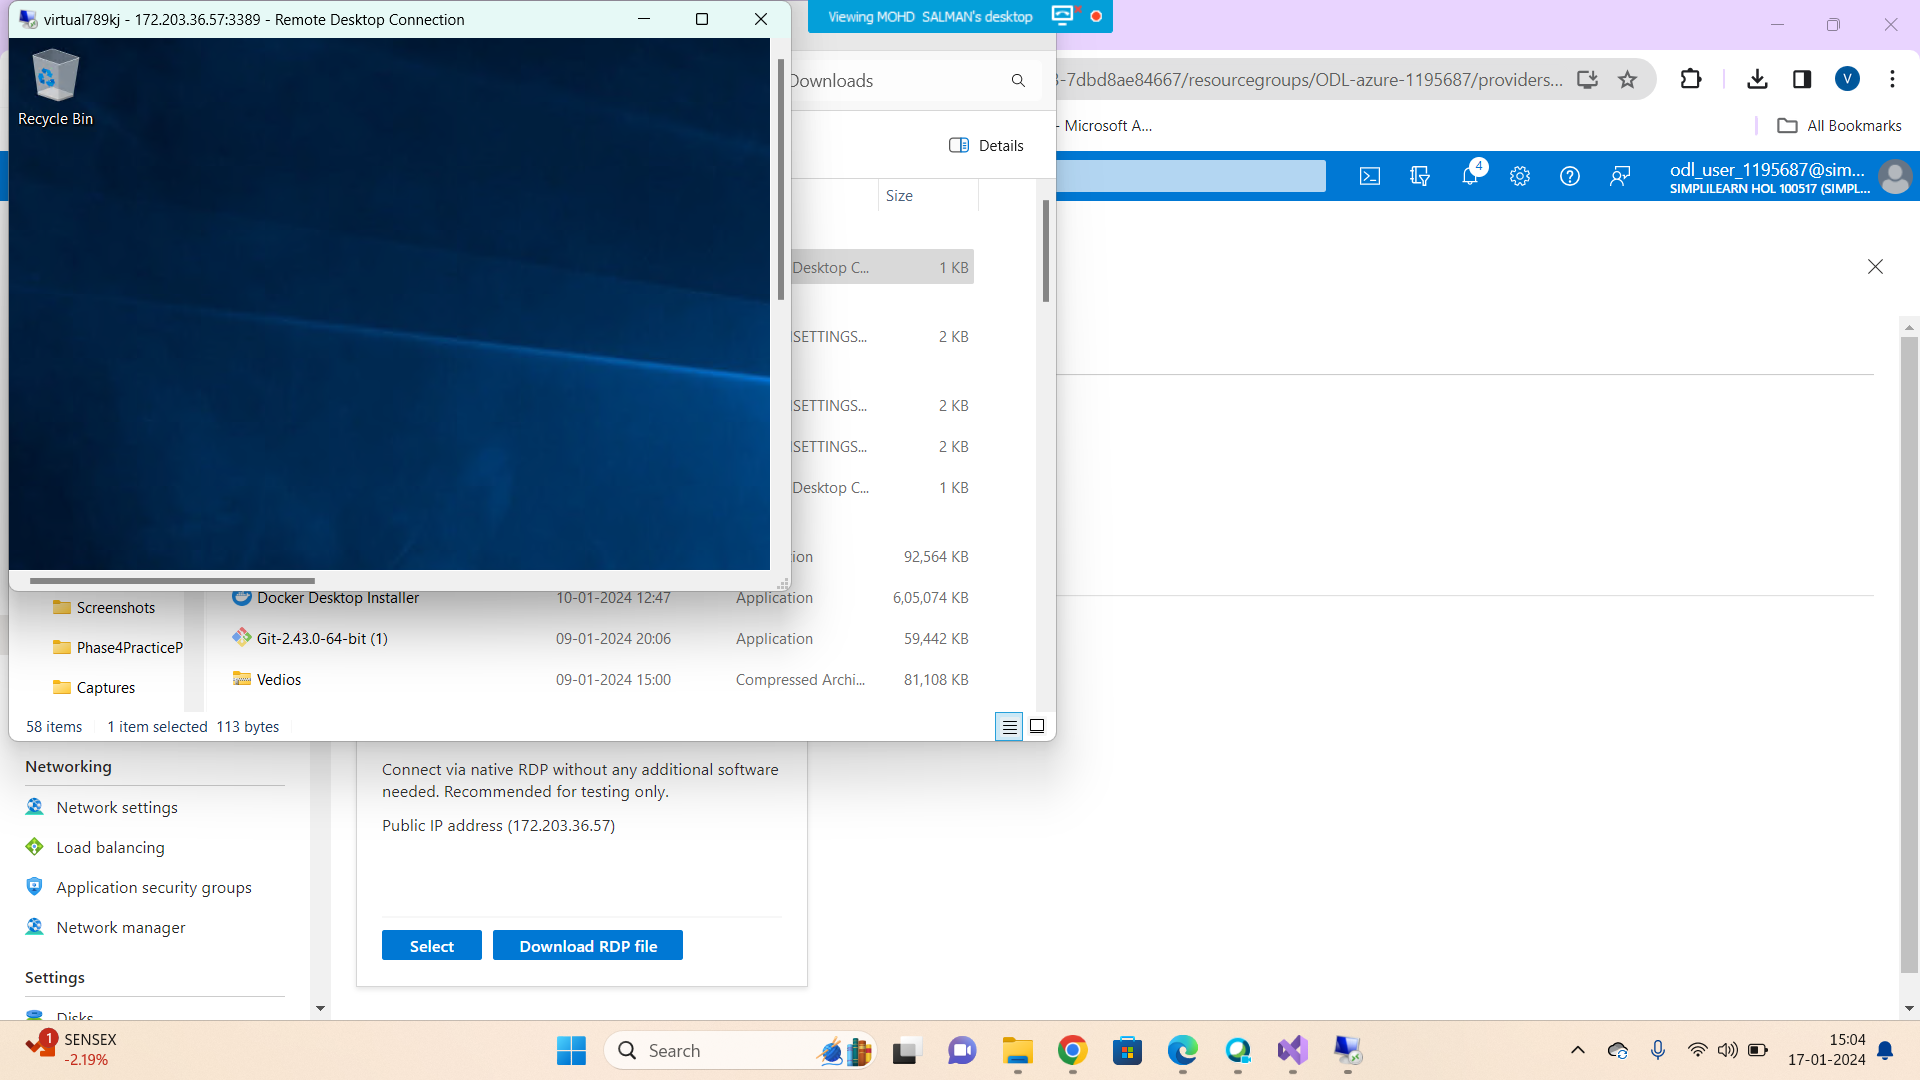 virtual789kj - 172.203.36.57:3389 - Remote Desktop Connection
Viewing MOHD SALMAN's desktop
Recycle Bin
Downloads
3-7dbd8ae84667/resourcegroups/ODL-azure-1195687/providers...
V
- Microsoft A...
All Bookmarks
Details
4
odl_user_1195687@sim...
SIMPLILEARN HOL 100517 (SIMPL...
Size
Desktop C... 1 KB
SETTINGS... 2 KB
SETTINGS... 2 KB
SETTINGS... 2 KB
Desktop C... 1 KB
ion 92,564 KB
Docker Desktop Installer 10-01-2024 12:47 Application 6,05,074 KB
Git-2.43.0-64-bit (1) 09-01-2024 20:06 Application 59,442 KB
Vedios 09-01-2024 15:00 Compressed Archi... 81,108 KB
Screenshots
Phase4PracticeP
Captures
58 items 1 item selected 113 bytes
Networking
Network settings
Load balancing
Application security groups
Network manager
Settings
Disks
Connect via native RDP without any additional software
needed. Recommended for testing only.
Public IP address (172.203.36.57)
Select
Download RDP file
1
SENSEX
-2.19%
Search
15:04
17-01-2024